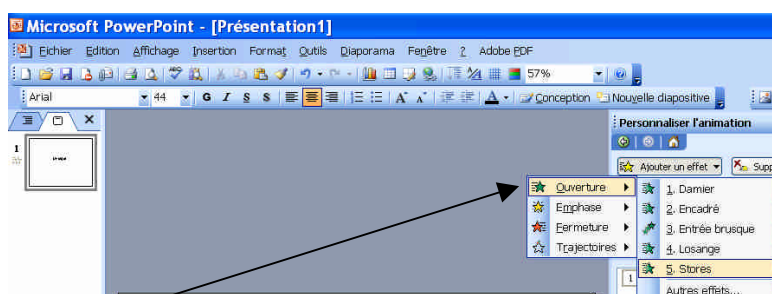 Microsoft PowerPoint - [Présentation1]
Fichier Edition Affichage Insertion Format Outils Diaporama Fenêtre ? Adobe PDF
57%
Arial 44 G I S S A A A Conception Nouvelle diapositive
Personnaliser l'animation
1
Ajouter un effet Supp
Ouverture 1. Damier
Emphase 2. Encadré
Fermeture 3. Entrée brusque
Trajectoires 4. Losange
5. Stores
1
Autres effets...